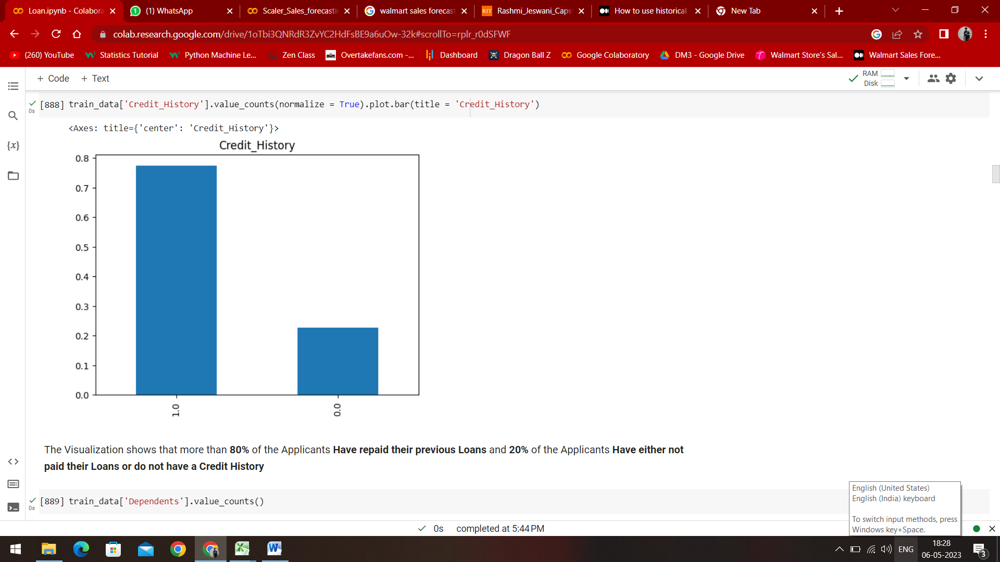 Loan.ipynb - Colabora
(1) WhatsApp
Scaler_Sales_forecasti
walmart sales forecast
RIT
Rashmi_Jeswani_Caps
How to use historical
New Tab
colab.research.google.com/drive/1oTbi3QNRdR3ZvYC2HdFsBE9a6uOw-32k#scrollTo=rplr_r0dSFWF
(260) YouTube
Statistics Tutorial
Python Machine Le...
Zen Class
Overtakefans.com -...
Dashboard
Dragon Ball Z
Google Colaboratory
DM3 - Google Drive
Walmart Store's Sal...
Walmart Sales Fore...
+ Code + Text
RAM
Disk
[888] train_data['Credit_History'].value_counts(normalize = True).plot.bar(title = 'Credit_History')
0s
<Axes: title={'center': 'Credit_History'}>
{x}
Credit_History
0.8
0.7
0.6
0.5
0.4
0.3
0.2
0.1
0.0
1.0
0.0
The Visualization shows that more than 80% of the Applicants Have repaid their previous Loans and 20% of the Applicants Have either not
paid their Loans or do not have a Credit History
[889] train_data['Dependents'].value_counts()
0s
English (United States)
English (India) keyboard
To switch input methods, press
Windows key+Space.
0s completed at 5:44 PM
ENG
18:28
06-05-2023
3